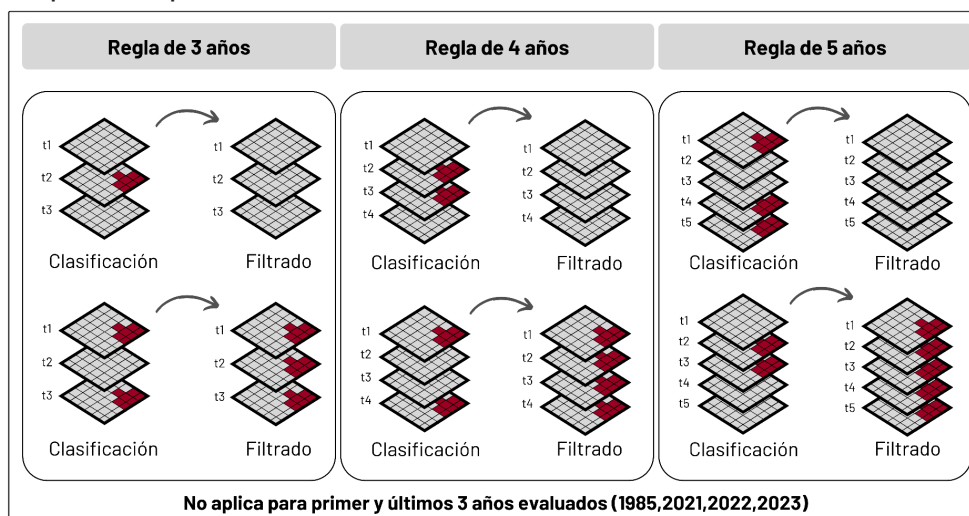 Regla de 3 años
Regla de 4 años
Regla de 5 años
t1
t2
t3
Clasificación
Filtrado
t1
t2
t3
t1
t2
t3
Clasificación
Filtrado
t1
t2
t3
t1
t2
t3
t4
Clasificación
Filtrado
t1
t2
t3
t4
t1
t2
t3
t4
Clasificación
Filtrado
t1
t2
t3
t4
t1
t2
t3
t4
t5
Clasificación
Filtrado
t1
t2
t3
t4
t5
t1
t2
t3
t4
t5
Clasificación
Filtrado
t1
t2
t3
t4
t5
No aplica para primer y últimos 3 años evaluados (1985,2021,2022,2023)